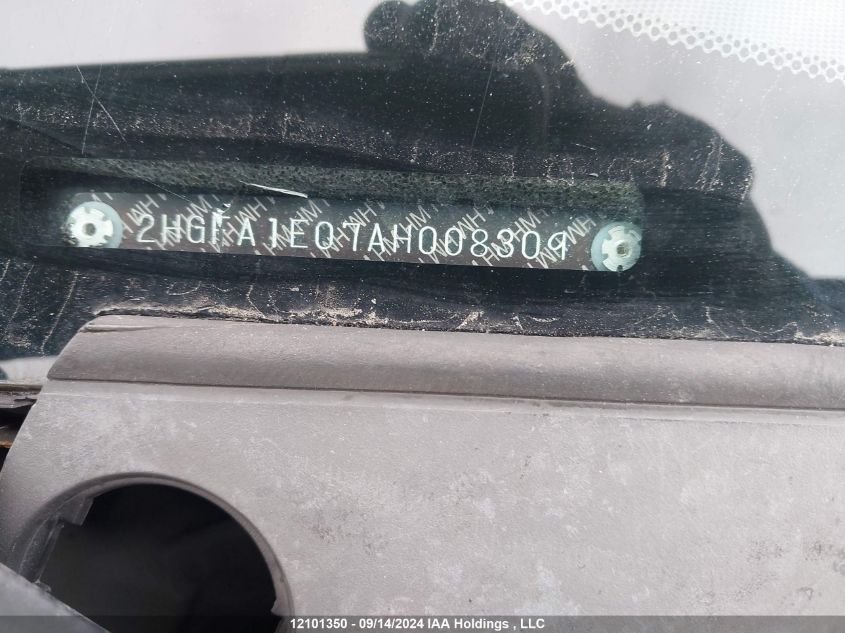 2HGFA1E07AH008309
12101350 - 09/14/2024 IAA Holdings , LLC